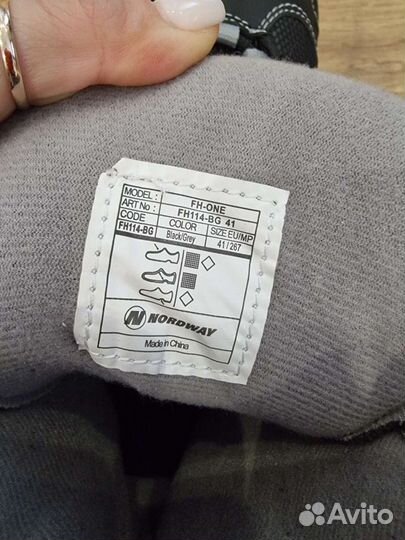 MODEL: FH-ONE
ART No: FH114-BG 41
CODE COLOR SIZE EU/MP
FH114-BG Black/Grey 41/267
NORDWAY
Made in China
Avito